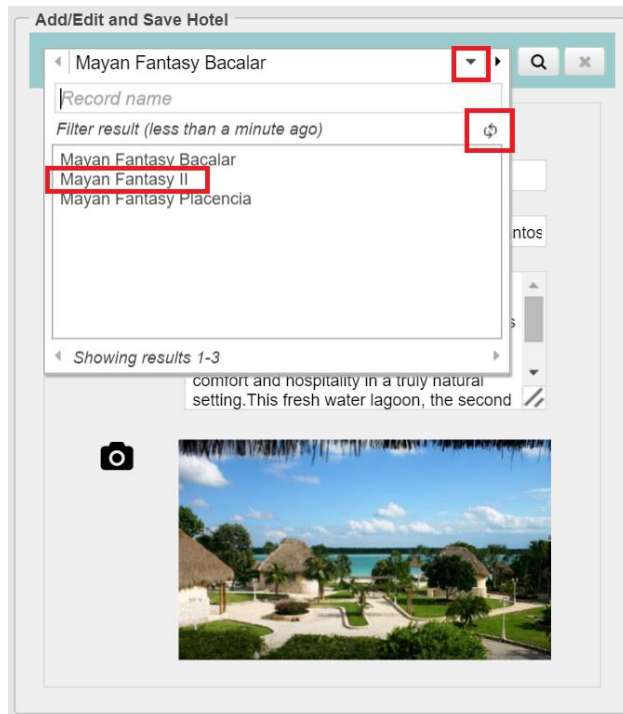 Add/Edit and Save Hotel
Mayan Fantasy Bacalar
Record name
Filter result (less than a minute ago)
Mayan Fantasy Bacalar
Mayan Fantasy II
Mayan Fantasy Placencia
Showing results 1-3
comfort and hospitality in a truly natural
setting.This fresh water lagoon, the second